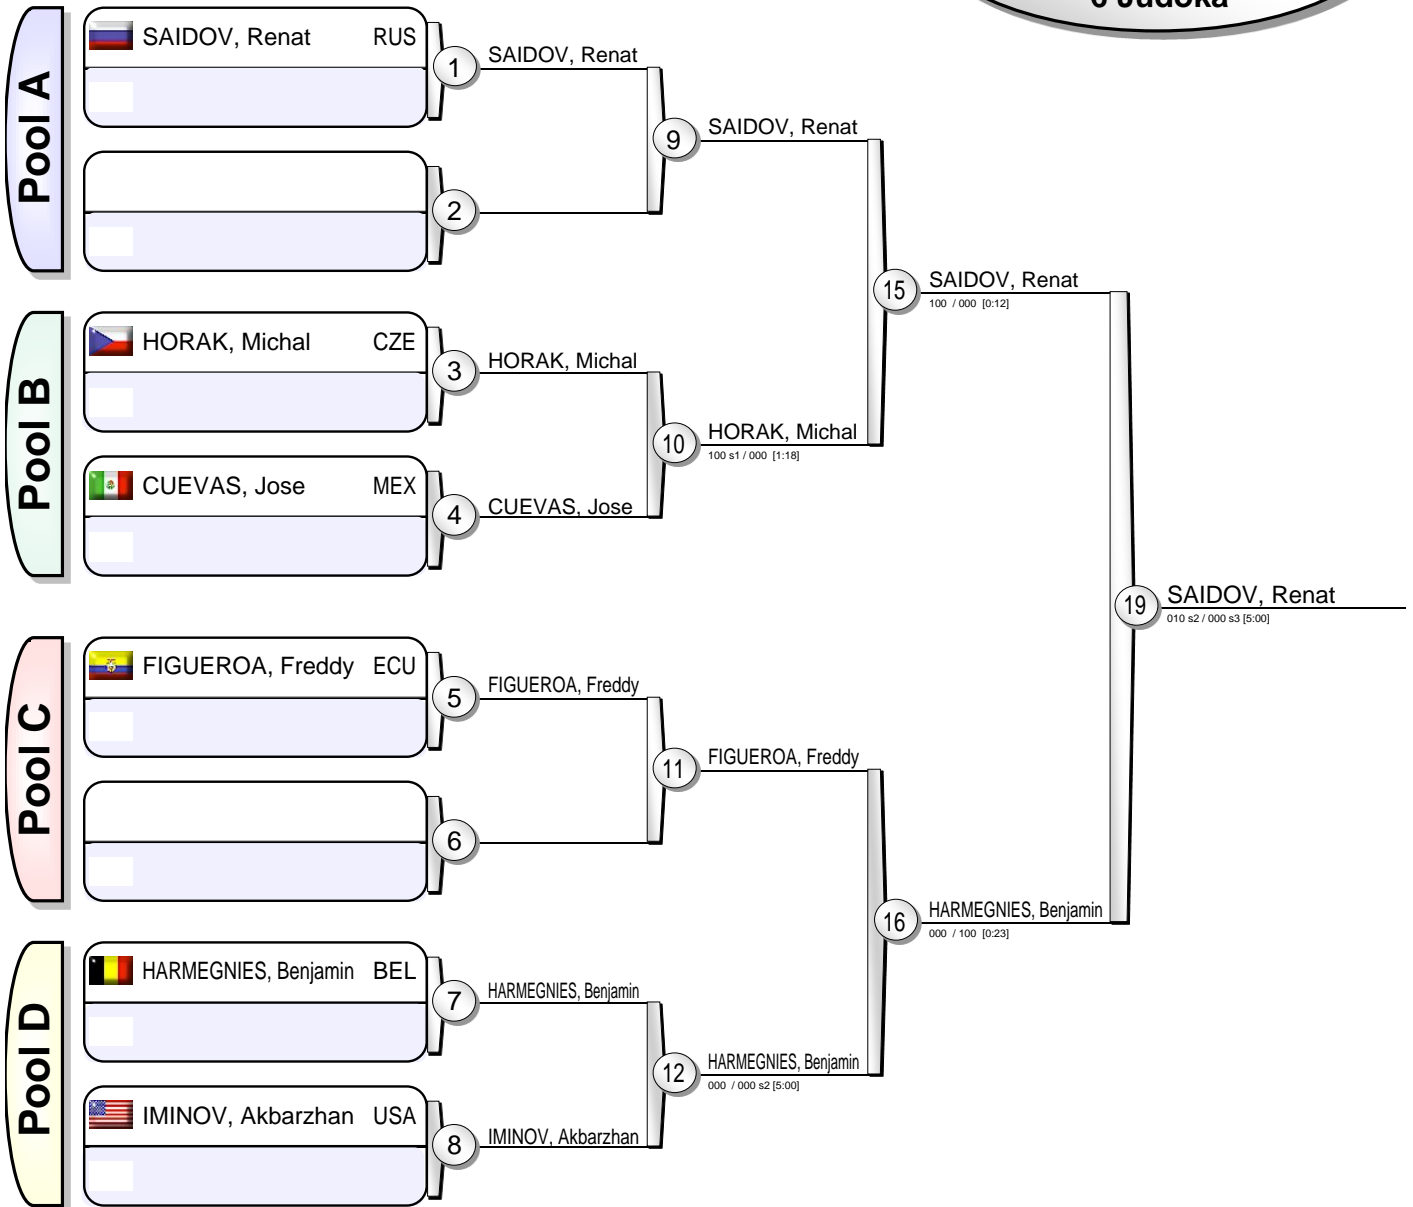 6 Judoka
Pool A
SAIDOV, Renat RUS
1
SAIDOV, Renat
2
9
SAIDOV, Renat
Pool B
HORAK, Michal CZE
3
HORAK, Michal
CUEVAS, Jose MEX
4
CUEVAS, Jose
10
HORAK, Michal
100 s1 / 000 [1:18]
15
SAIDOV, Renat
100 / 000 [0:12]
Pool C
FIGUEROA, Freddy ECU
5
FIGUEROA, Freddy
6
11
FIGUEROA, Freddy
Pool D
HARMEGNIES, Benjamin BEL
7
HARMEGNIES, Benjamin
IMINOV, Akbarzhan USA
8
IMINOV, Akbarzhan
12
HARMEGNIES, Benjamin
000 / 000 s2 [5:00]
16
HARMEGNIES, Benjamin
000 / 100 [0:23]
19
SAIDOV, Renat
010 s2 / 000 s3 [5:00]